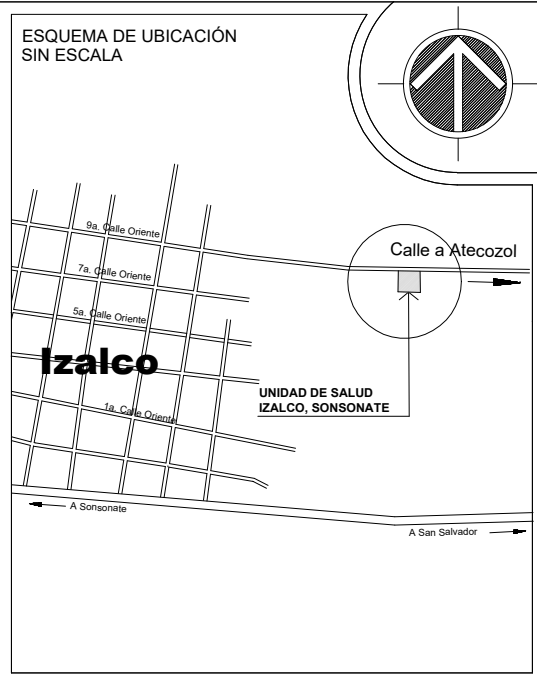 ESQUEMA DE UBICACIÓN
SIN ESCALA
9a. Calle Oriente
Calle a Atecozol
7a. Calle Oriente
5a. Calle Oriente
Izalco
UNIDAD DE SALUD
IZALCO, SONSONATE
1a. Calle Oriente
A Sonsonate
A San Salvador